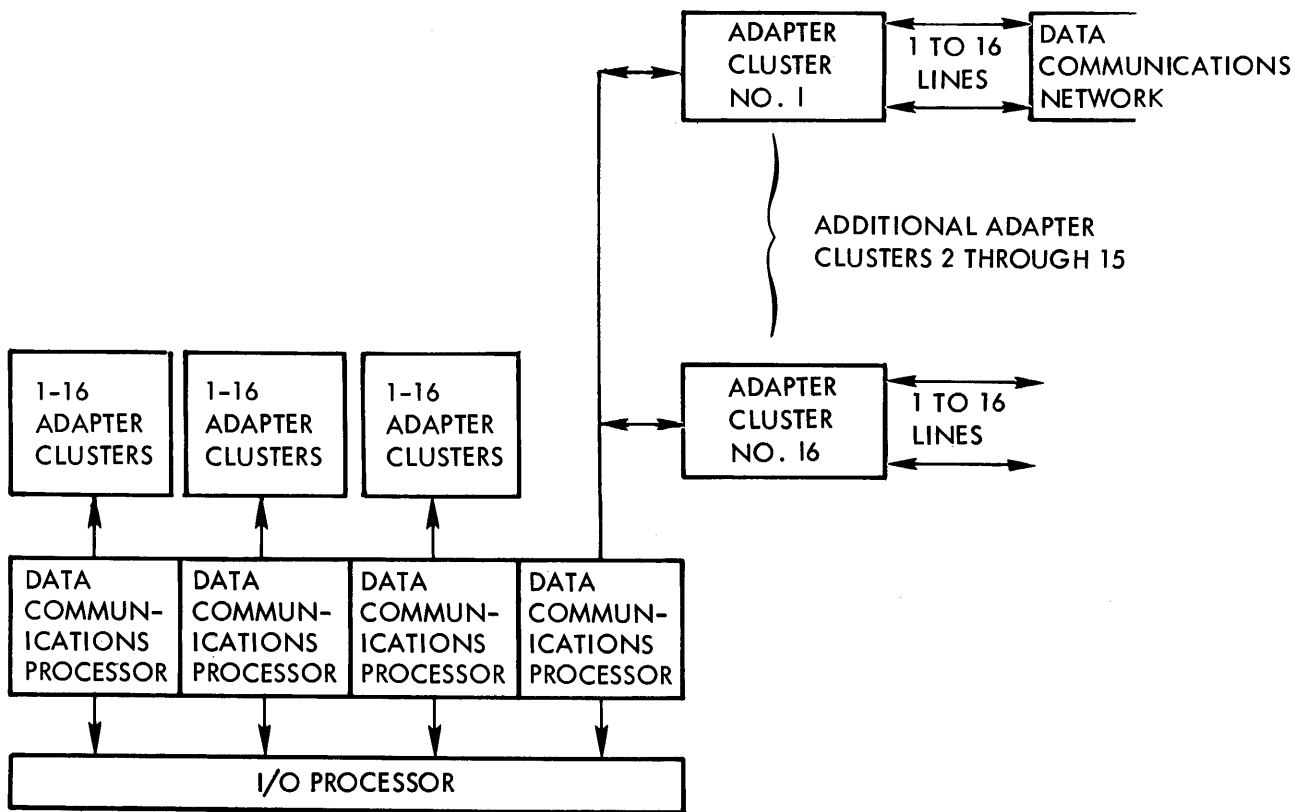 ADAPTER
CLUSTER
NO. 1
1 TO 16
LINES
DATA
COMMUNICATIONS
NETWORK
ADDITIONAL ADAPTER
CLUSTERS 2 THROUGH 15
ADAPTER
CLUSTER
NO. 16
1 TO 16
LINES
1-16
ADAPTER
CLUSTERS
1-16
ADAPTER
CLUSTERS
1-16
ADAPTER
CLUSTERS
DATA
COMMUN-
ICATIONS
PROCESSOR
DATA
COMMUN-
ICATIONS
PROCESSOR
DATA
COMMUN-
ICATIONS
PROCESSOR
DATA
COMMUN-
ICATIONS
PROCESSOR
I/O PROCESSOR